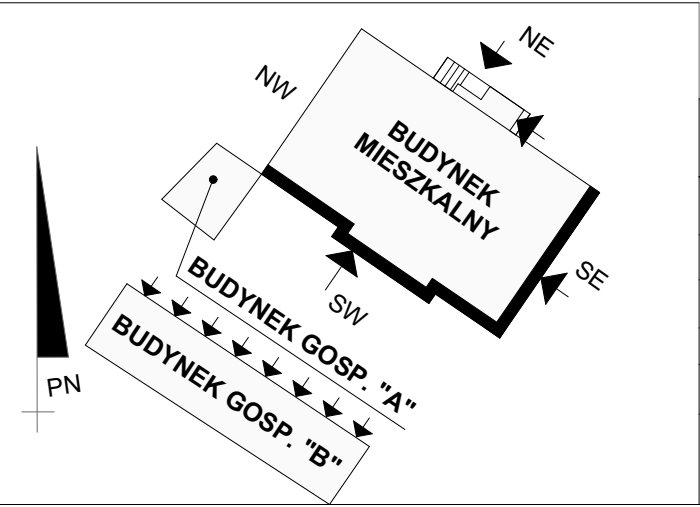 NE
NW
BUDYNEK
MIESZKALNY
SE
SW
BUDYNEK GOSP. "A"
BUDYNEK GOSP. "B"
PN